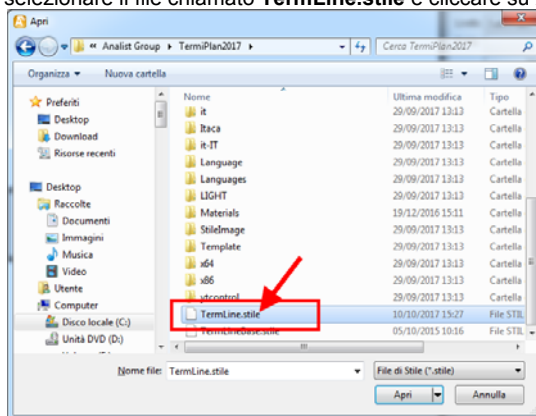 selezionare il file chiamato TermLine.stile e cliccare su
Apri
« Analist Group ▸ TermiPlan2017 ▸
Cerca TermiPlan2017
Organizza
Nuova cartella
Preferiti
Desktop
Download
Risorse recenti
Desktop
Raccolte
Documenti
Immagini
Musica
Video
Utente
Computer
Disco locale (C:)
Unità DVD (D:)
Nome Ultima modifica Tipo
it 29/09/2017 13:13 Cartella
Itaca 29/09/2017 13:13 Cartella
it-IT 29/09/2017 13:13 Cartella
Language 29/09/2017 13:13 Cartella
Languages 29/09/2017 13:13 Cartella
LIGHT 29/09/2017 13:13 Cartella
Materials 19/12/2016 15:11 Cartella
StileImage 29/09/2017 13:13 Cartella
Template 29/09/2017 13:13 Cartella
x64 29/09/2017 13:13 Cartella
x86 29/09/2017 13:13 Cartella
ytcontrol 29/09/2017 13:13 Cartella
TermLine.stile 10/10/2017 15:27 File STIL
TermLineBase.stile 05/10/2015 10:16 File STIL
Nome file: TermLine.stile
File di Stile (*.stile)
Apri
Annulla